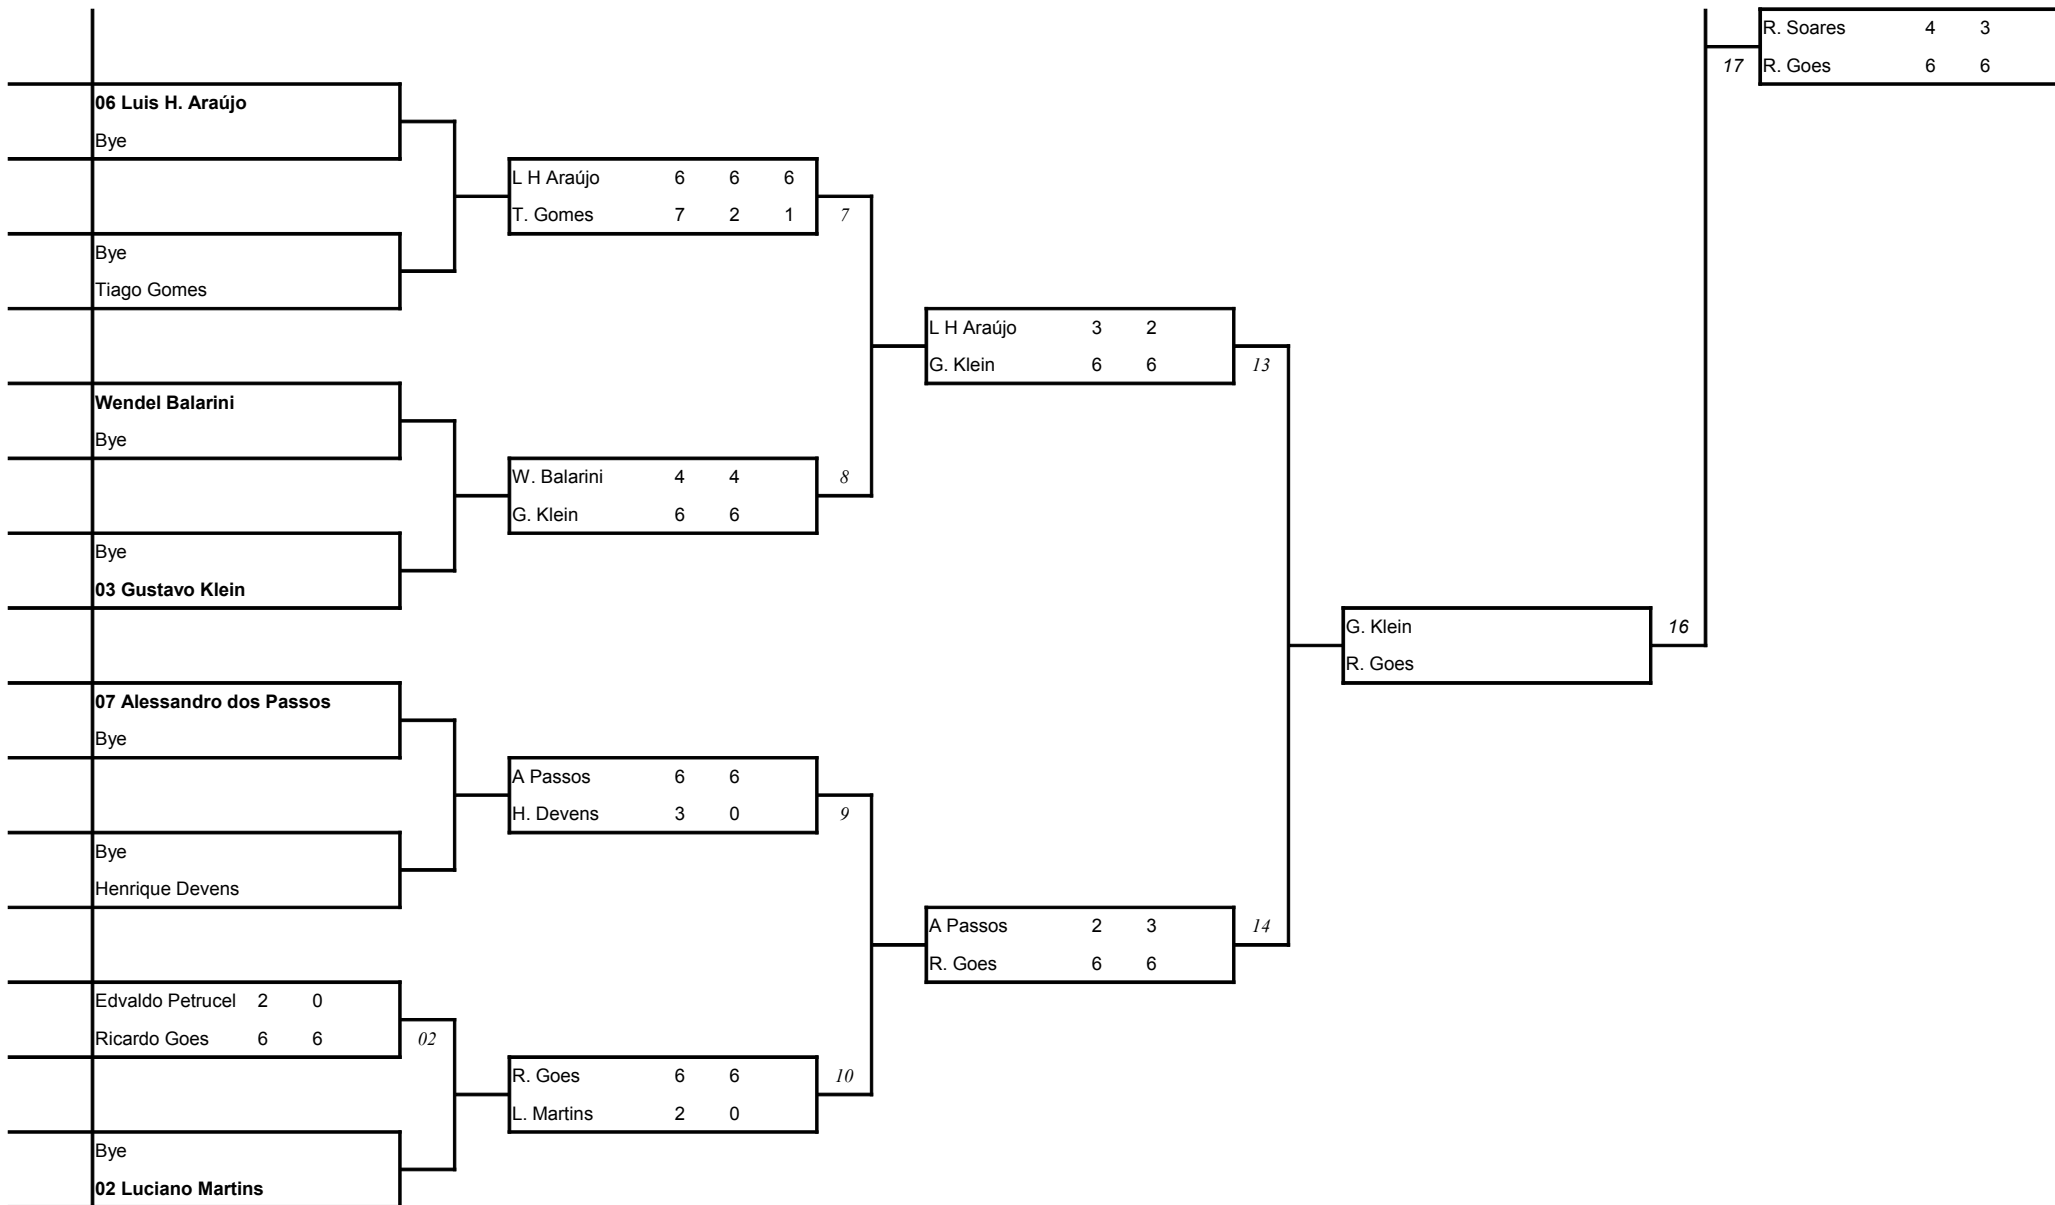 R. Soares 4 3
17 R. Goes 6 6
06 Luis H. Araújo
Bye
L H Araújo 6 6 6
T. Gomes 7 2 1 7
Bye
Tiago Gomes
L H Araújo 3 2
G. Klein 6 6 13
Wendel Balarini
Bye
W. Balarini 4 4 8
G. Klein 6 6
Bye
03 Gustavo Klein
G. Klein 16
R. Goes
07 Alessandro dos Passos
Bye
A Passos 6 6
H. Devens 3 0 9
Bye
Henrique Devens
A Passos 2 3 14
R. Goes 6 6
Edvaldo Petrucel 2 0
Ricardo Goes 6 6 02
R. Goes 6 6 10
L. Martins 2 0
Bye
02 Luciano Martins